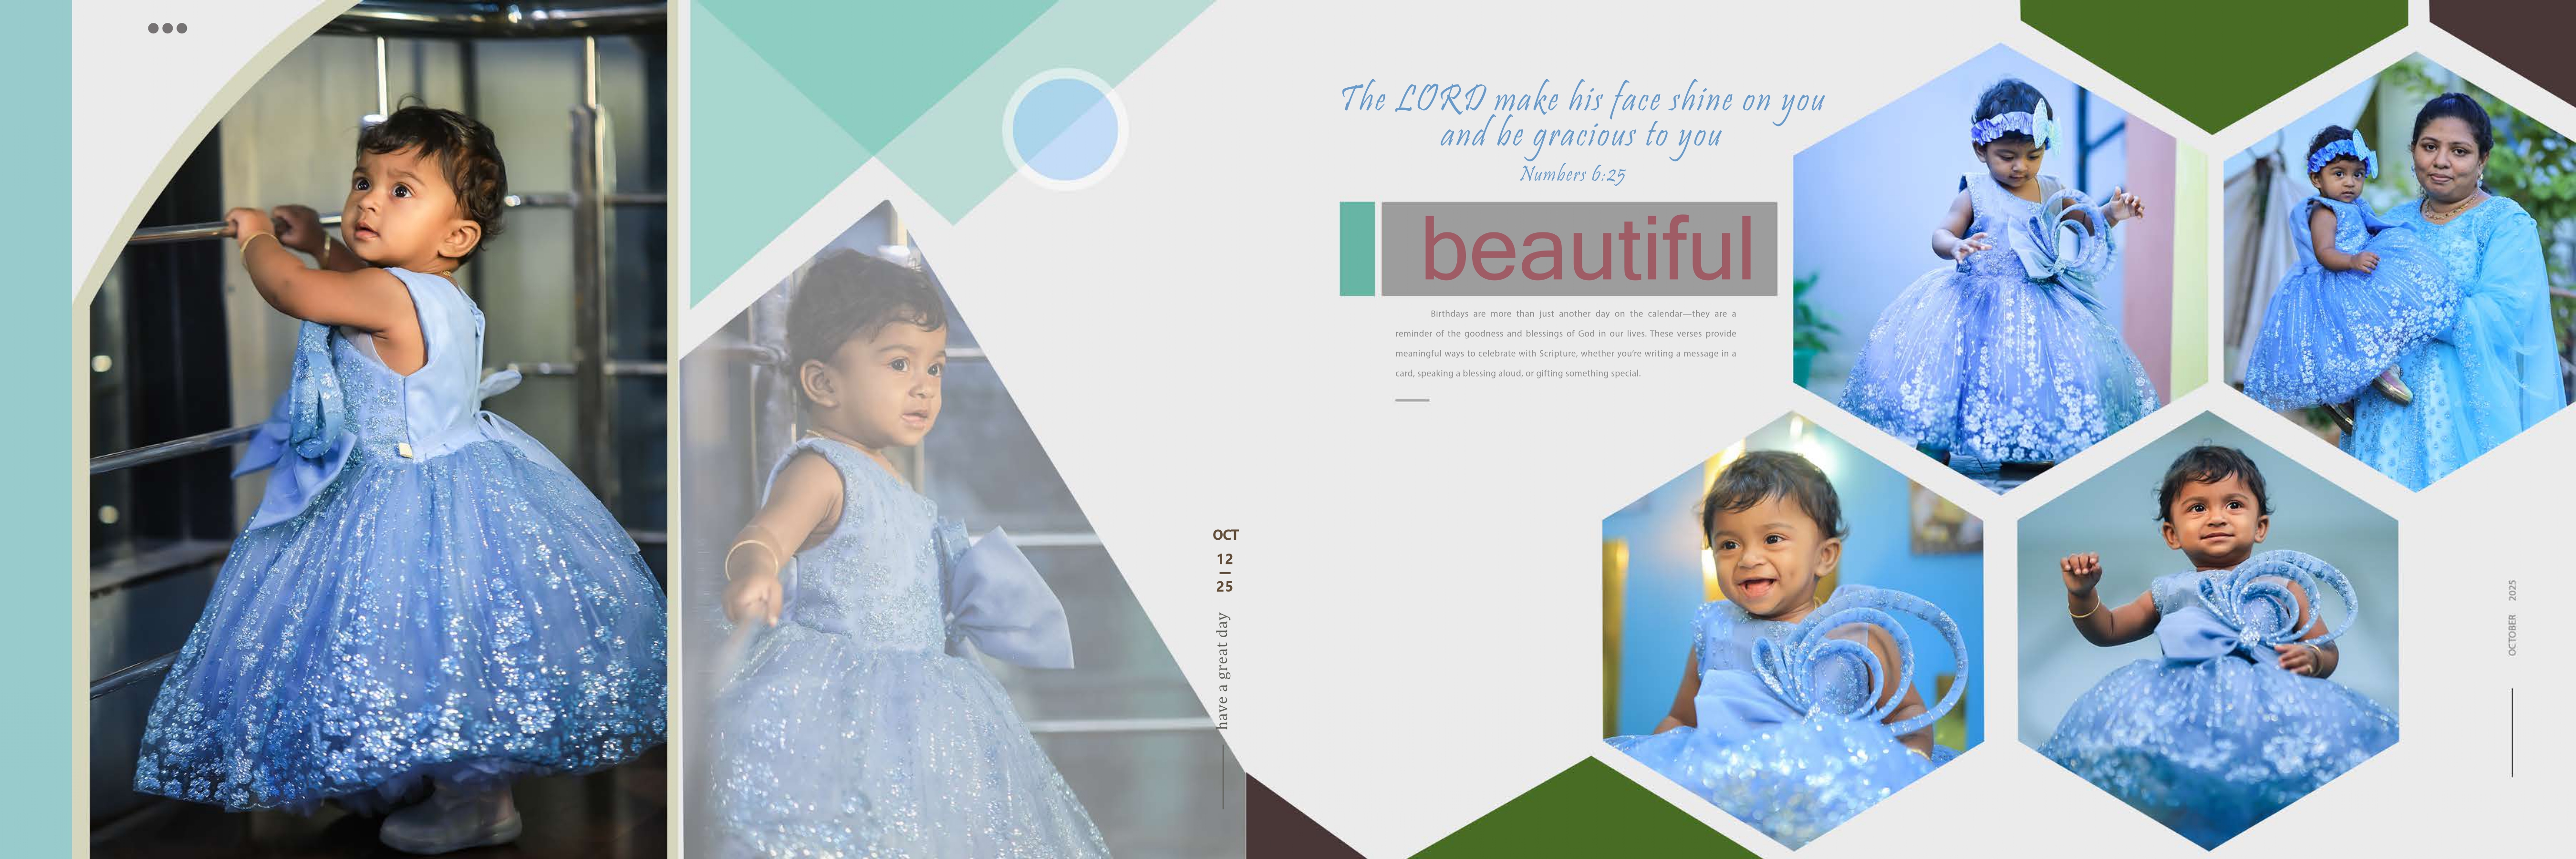 The LORD make his face shine on you
and be gracious to you
Numbers 6:25
beautiful
Birthdays are more than just another day on the calendar—they are a
reminder of the goodness and blessings of God in our lives. These verses provide
meaningful ways to celebrate with Scripture, whether you're writing a message in a
card, speaking a blessing aloud, or gifting something special.
OCT
12
25
have a great day
OCTOBER 2025